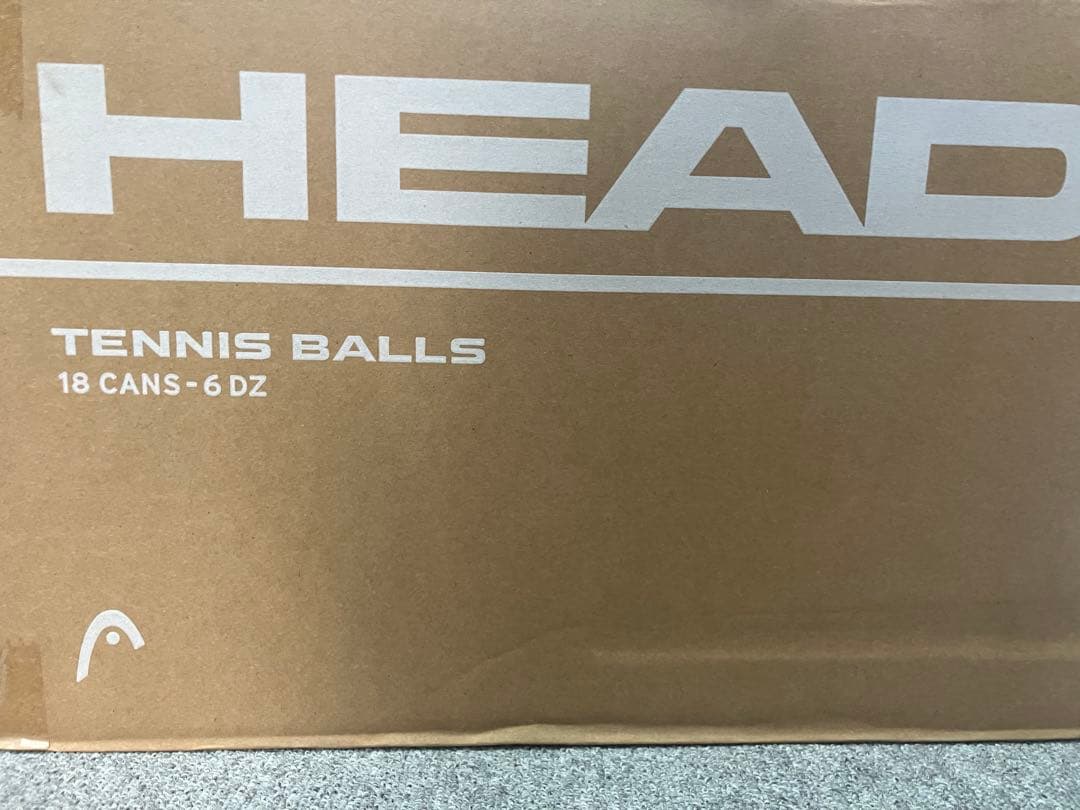 HEAD
TENNIS BALLS
18 CANS-6 DZ